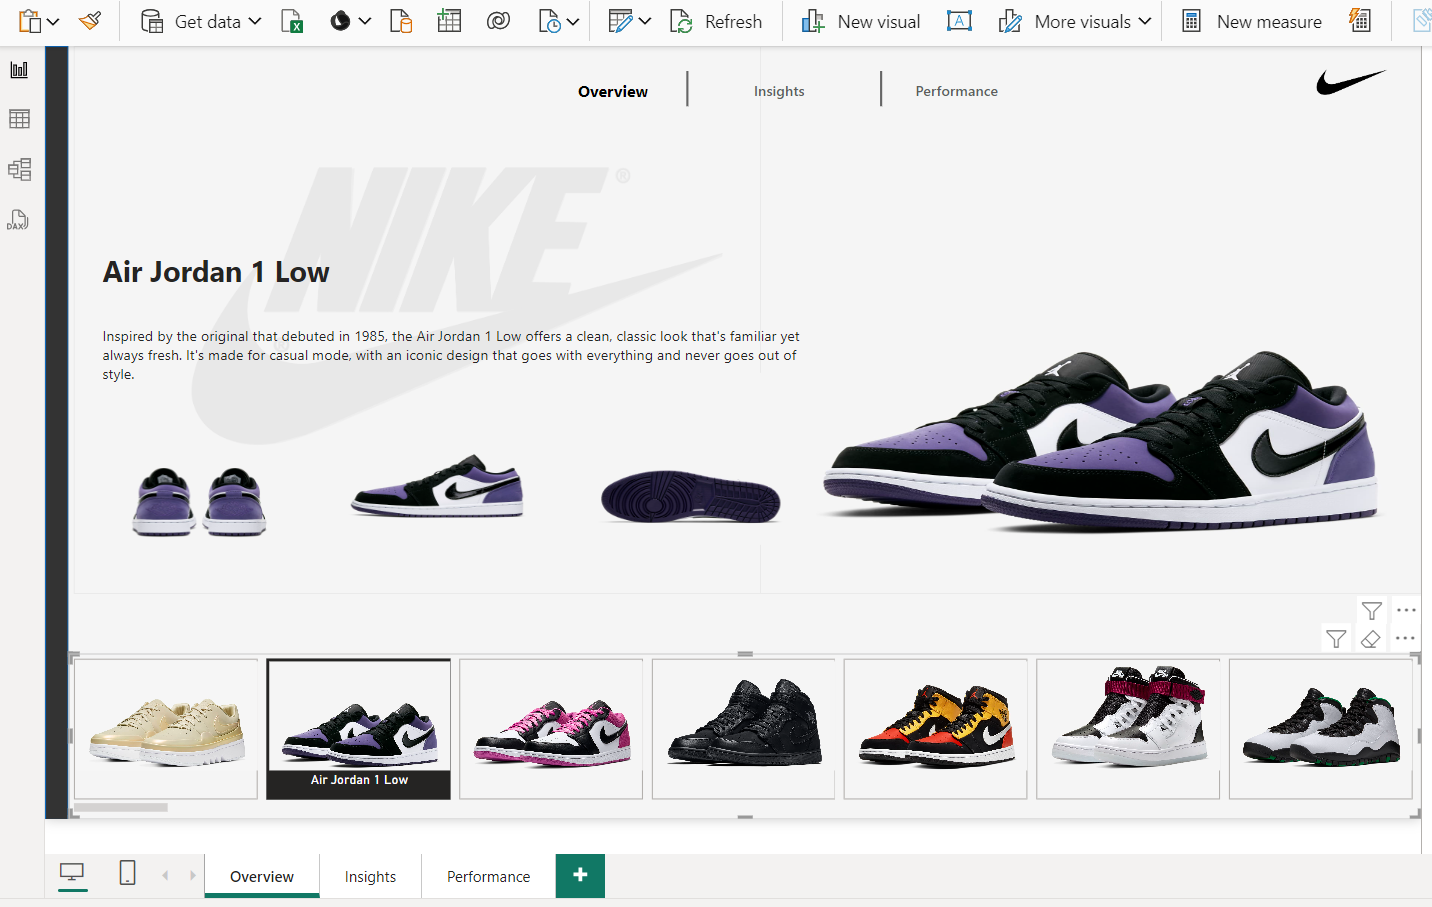 Get data
Refresh
New visual
A
More visuals
New measure
DAX
Overview
Insights
Performance
NIKE ®
Air Jordan 1 Low
Inspired by the original that debuted in 1985, the Air Jordan 1 Low offers a clean, classic look that's familiar yet
always fresh. It's made for casual mode, with an iconic design that goes with everything and never goes out of
style.
Air Jordan 1 Low
Overview
Insights
Performance